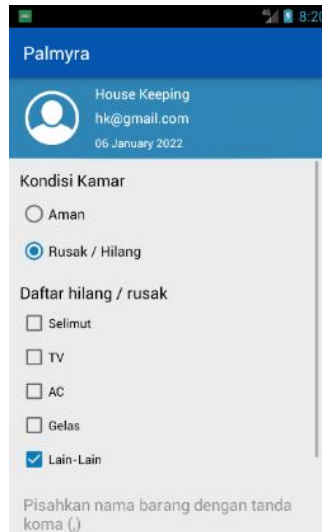 4G 8:20
Palmyra
House Keeping
hk@gmail.com
06 January 2022
Kondisi Kamar
Aman
Rusak / Hilang
Daftar hilang / rusak
Selimut
TV
AC
Gelas
Lain-Lain
Pisahkan nama barang dengan tanda
koma (,)